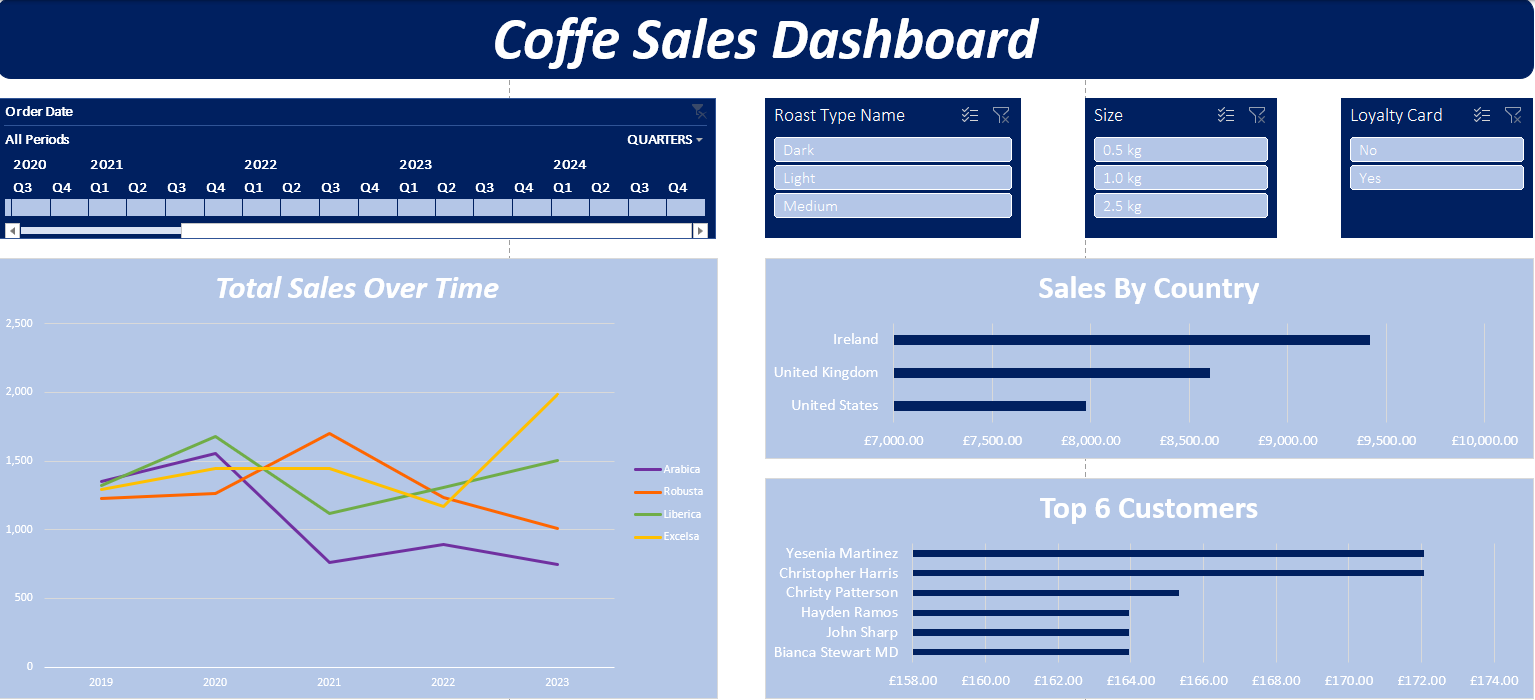 Coffe Sales Dashboard
Order Date
All Periods QUARTERS
2020 2021 2022 2023 2024
Q3 Q4 Q1 Q2 Q3 Q4 Q1 Q2 Q3 Q4 Q1 Q2 Q3 Q4 Q1 Q2 Q3 Q4
Roast Type Name
Dark
Light
Medium
Size
0.5 kg
1.0 kg
2.5 kg
Loyalty Card
No
Yes
Total Sales Over Time
2,500
2,000
1,500
1,000
500
0
2019 2020 2021 2022 2023
Arabica
Robusta
Liberica
Excelsa
Sales By Country
Ireland
United Kingdom
United States
£7,000.00 £7,500.00 £8,000.00 £8,500.00 £9,000.00 £9,500.00 £10,000.00
Top 6 Customers
Yesenia Martinez
Christopher Harris
Christy Patterson
Hayden Ramos
John Sharp
Bianca Stewart MD
£158.00 £160.00 £162.00 £164.00 £166.00 £168.00 £170.00 £172.00 £174.00